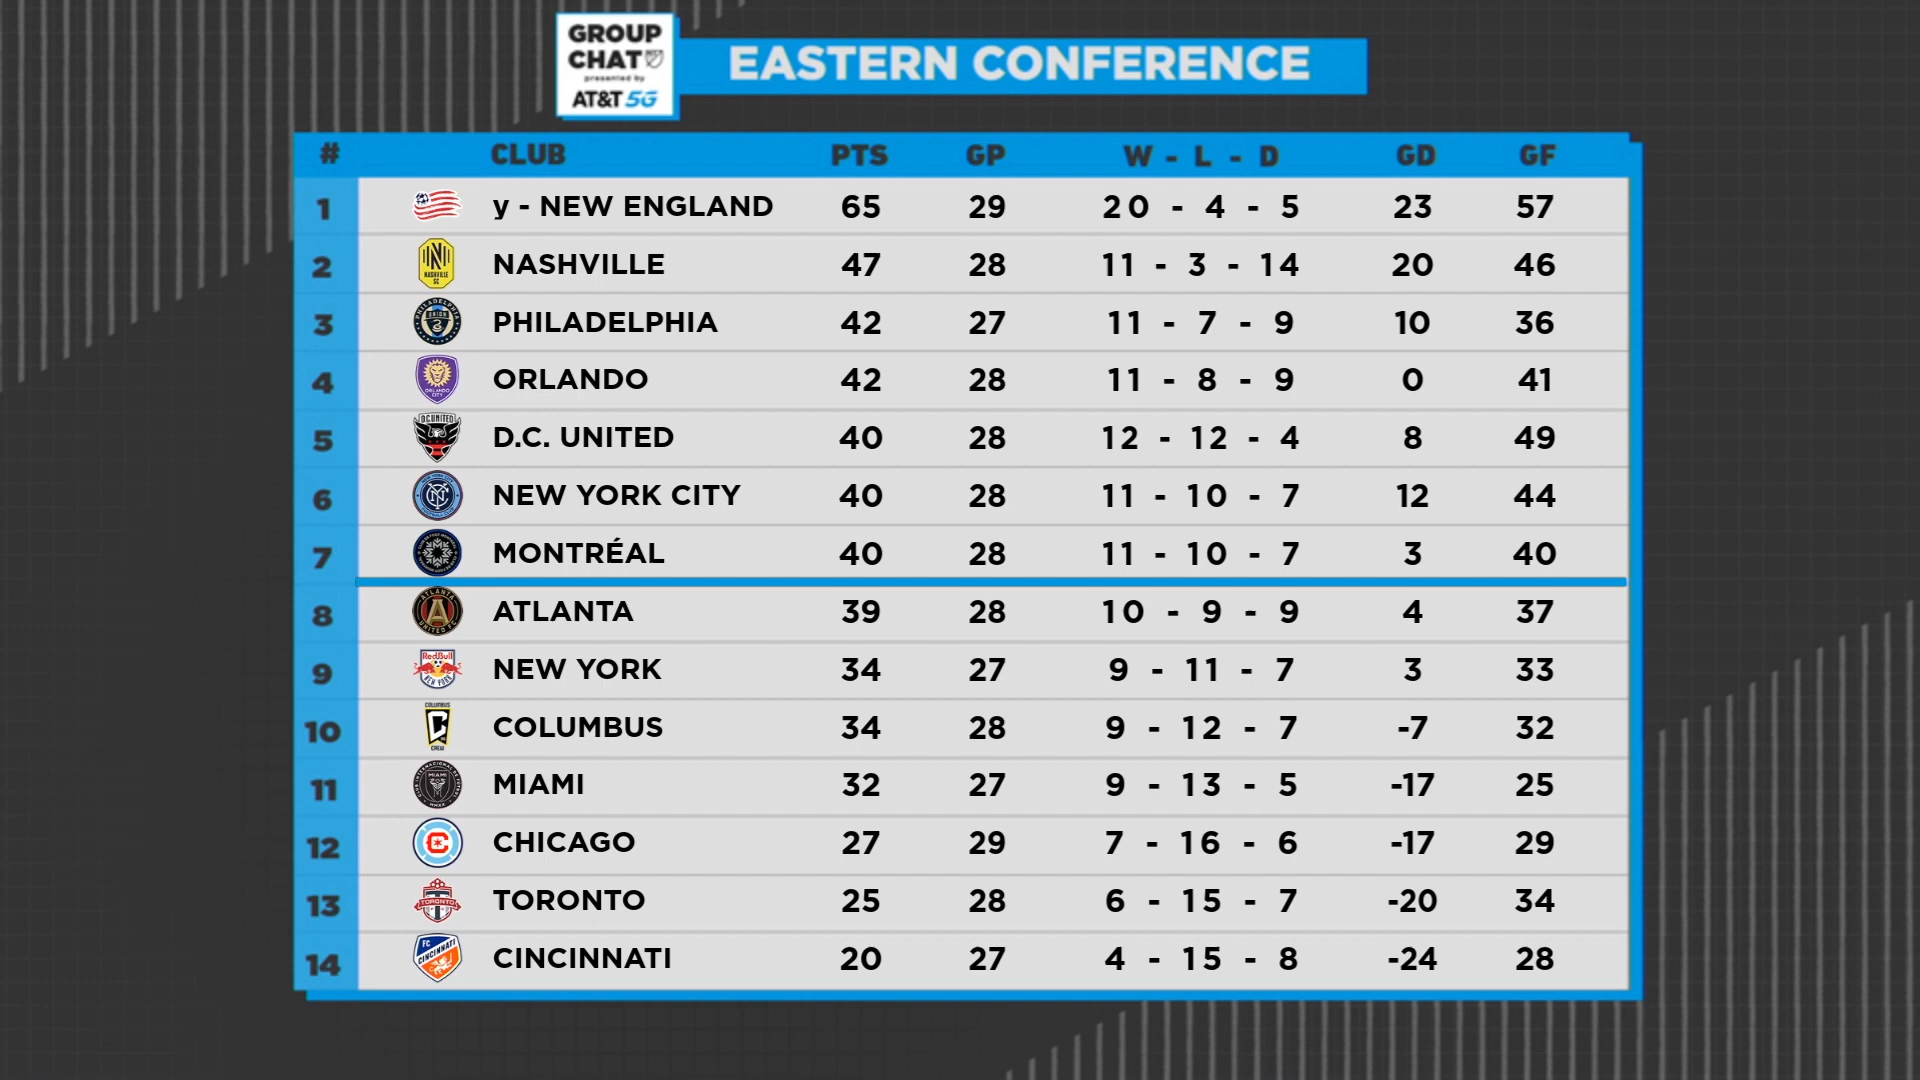 GROUP
CHAT
presented by
AT&T 5G
EASTERN CONFERENCE
# CLUB PTS GP W - L - D GD GF
1 y - NEW ENGLAND 65 29 20 - 4 - 5 23 57
2 NASHVILLE 47 28 11 - 3 - 14 20 46
3 PHILADELPHIA 42 27 11 - 7 - 9 10 36
4 ORLANDO 42 28 11 - 8 - 9 0 41
5 D.C. UNITED 40 28 12 - 12 - 4 8 49
6 NEW YORK CITY 40 28 11 - 10 - 7 12 44
7 MONTRÉAL 40 28 11 - 10 - 7 3 40
8 ATLANTA 39 28 10 - 9 - 9 4 37
9 NEW YORK 34 27 9 - 11 - 7 3 33
10 COLUMBUS 34 28 9 - 12 - 7 -7 32
11 MIAMI 32 27 9 - 13 - 5 -17 25
12 CHICAGO 27 29 7 - 16 - 6 -17 29
13 TORONTO 25 28 6 - 15 - 7 -20 34
14 CINCINNATI 20 27 4 - 15 - 8 -24 28